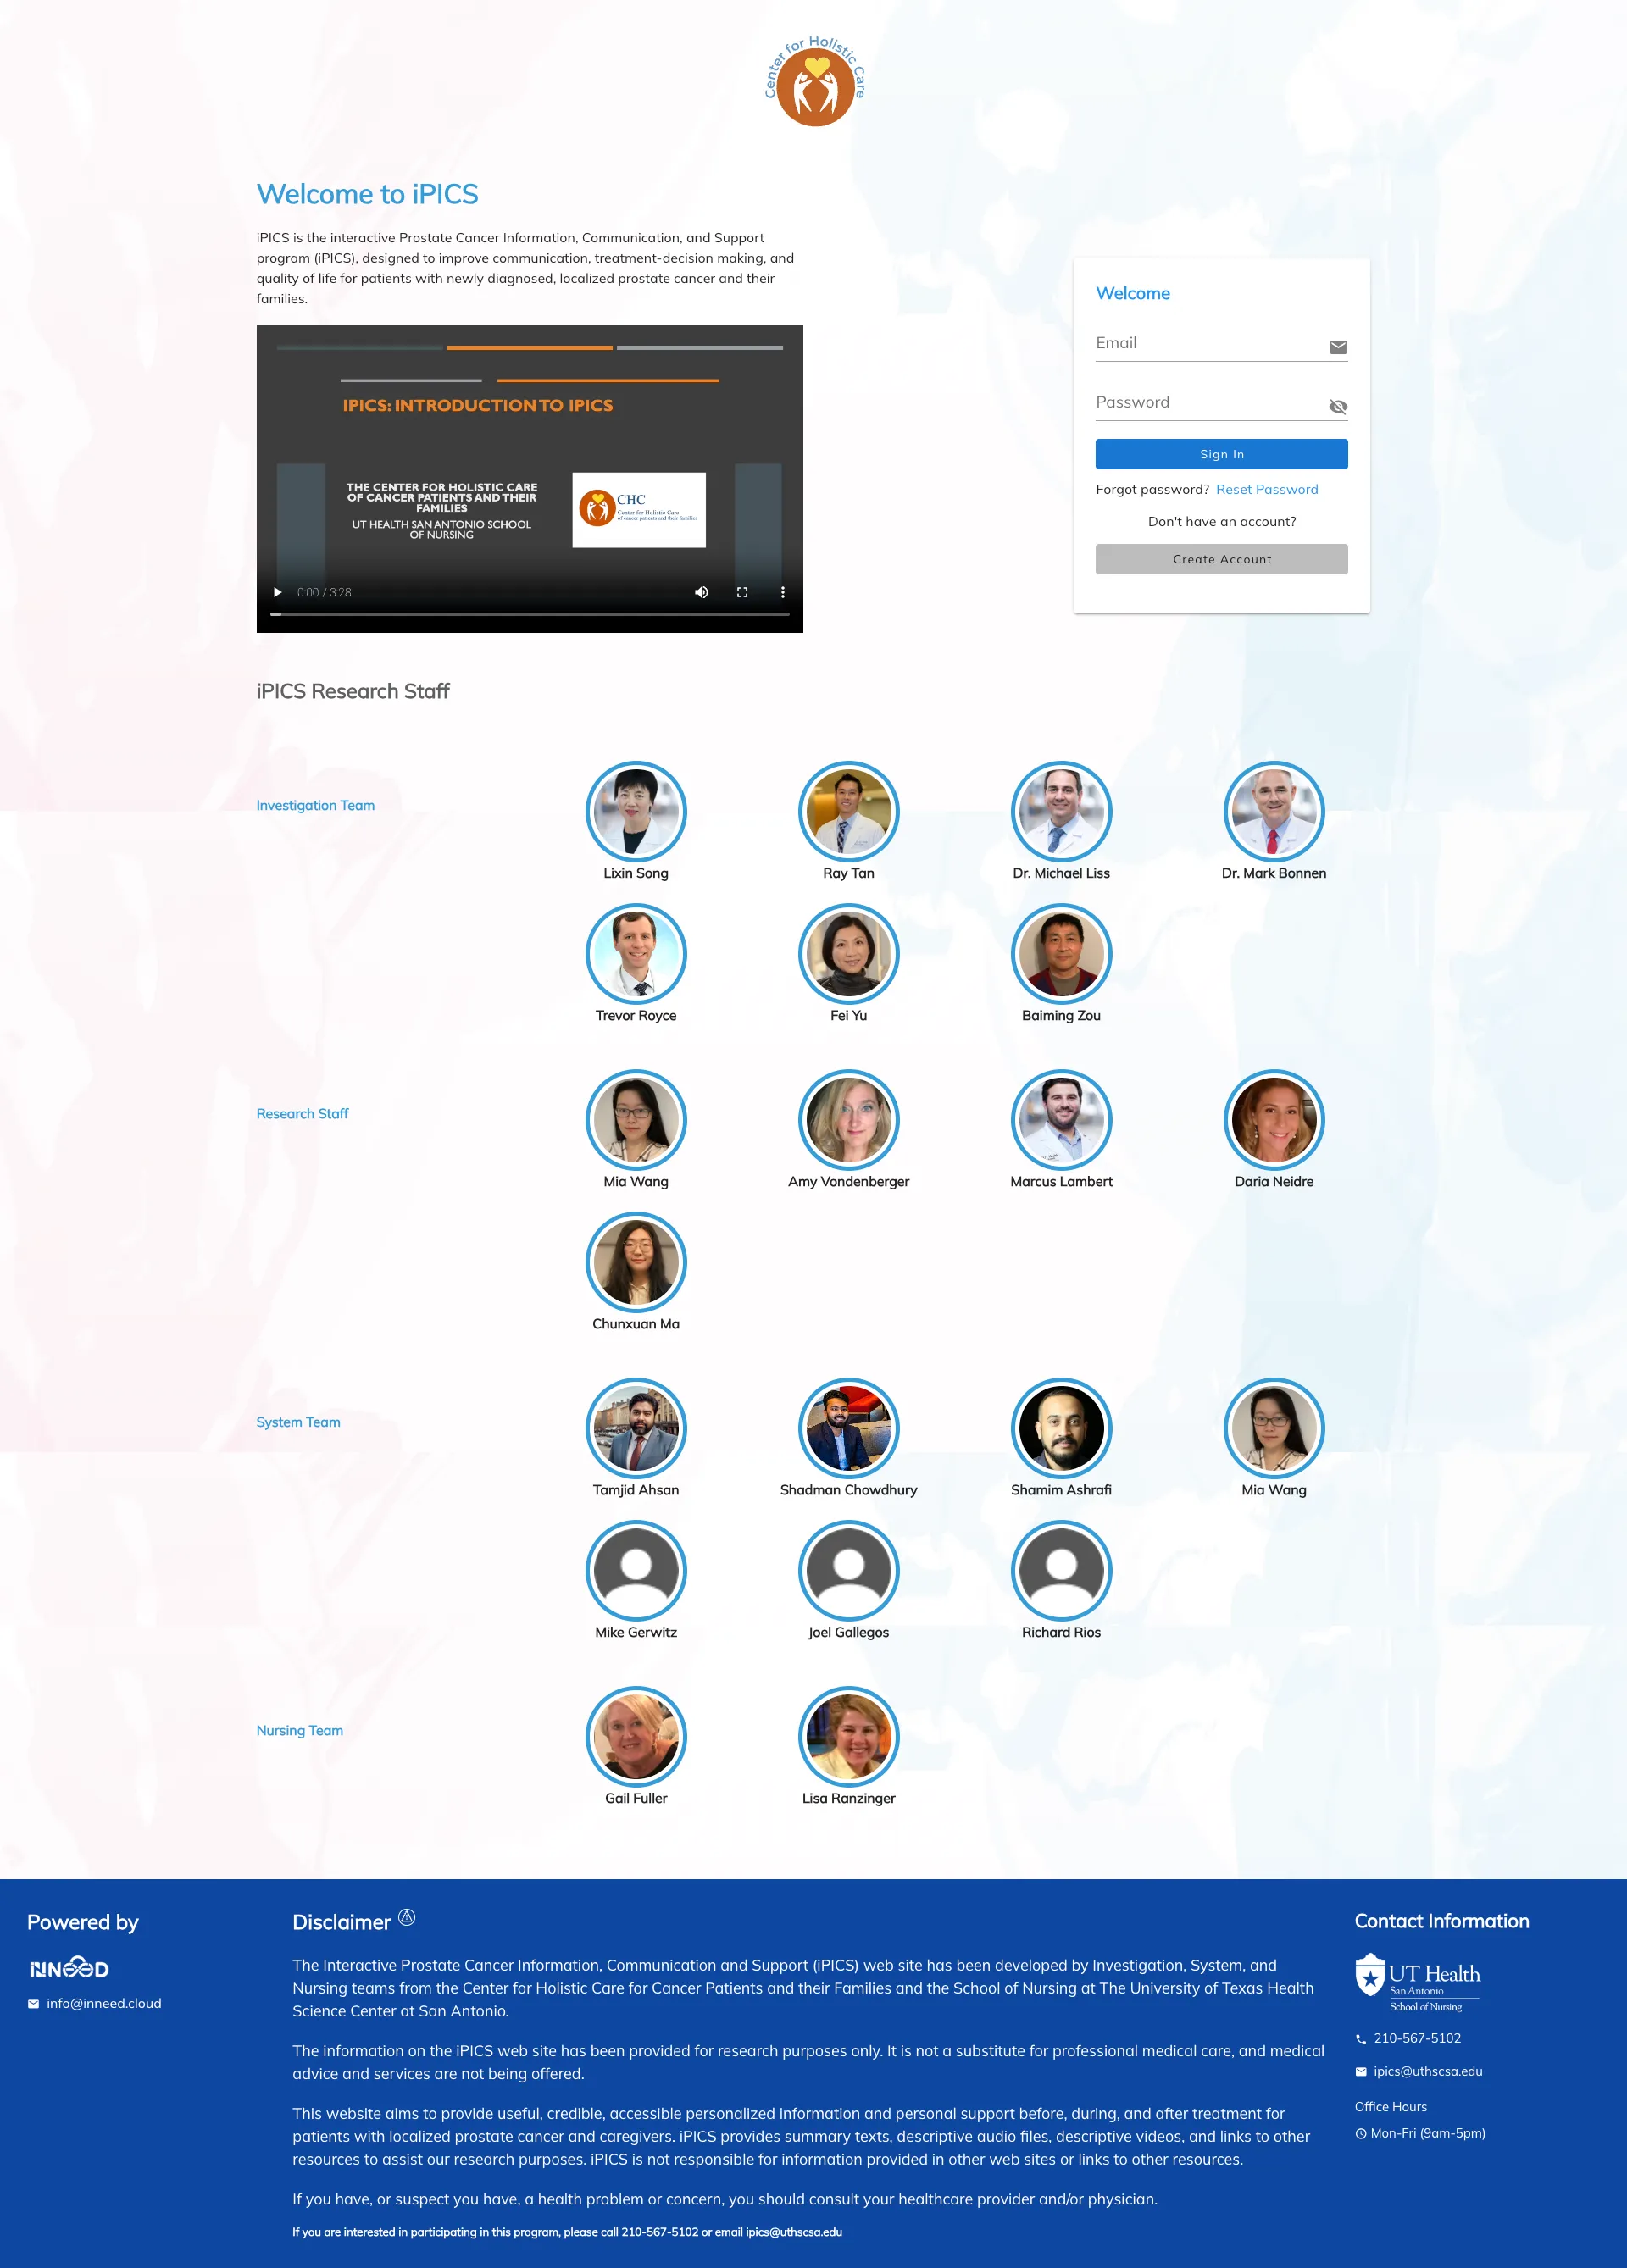 Center for Holistic Care
Welcome to iPICS
iPICS is the interactive Prostate Cancer Information, Communication, and Support
program (iPICS), designed to improve communication, treatment-decision making, and
quality of life for patients with newly diagnosed, localized prostate cancer and their
families.
IPICS: INTRODUCTION TO IPICS
THE CENTER FOR HOLISTIC CARE
OF CANCER PATIENTS AND THEIR
FAMILIES
UT HEALTH SAN ANTONIO SCHOOL
OF NURSING
CHC
Center for Holistic Care
of cancer patients and their families
0:00 / 3:28
Welcome
Email
Password
Sign In
Forgot password? Reset Password
Don't have an account?
Create Account
iPICS Research Staff
Investigation Team
Lixin Song
Ray Tan
Dr. Michael Liss
Dr. Mark Bonnen
Trevor Royce
Fei Yu
Baiming Zou
Research Staff
Mia Wang
Amy Vondenberger
Marcus Lambert
Daria Neidre
Chunxuan Ma
System Team
Tamjid Ahsan
Shadman Chowdhury
Shamim Ashrafi
Mia Wang
Mike Gerwitz
Joel Gallegos
Richard Rios
Nursing Team
Gail Fuller
Lisa Ranzinger
Powered by
INNEED
info@inneed.cloud
Disclaimer
The Interactive Prostate Cancer Information, Communication and Support (iPICS) web site has been developed by Investigation, System, and
Nursing teams from the Center for Holistic Care for Cancer Patients and their Families and the School of Nursing at The University of Texas Health
Science Center at San Antonio.
The information on the iPICS web site has been provided for research purposes only. It is not a substitute for professional medical care, and medical
advice and services are not being offered.
This website aims to provide useful, credible, accessible personalized information and personal support before, during, and after treatment for
patients with localized prostate cancer and caregivers. iPICS provides summary texts, descriptive audio files, descriptive videos, and links to other
resources to assist our research purposes. iPICS is not responsible for information provided in other web sites or links to other resources.
If you have, or suspect you have, a health problem or concern, you should consult your healthcare provider and/or physician.
If you are interested in participating in this program, please call 210-567-5102 or email ipics@uthscsa.edu
Contact Information
UT Health
San Antonio
School of Nursing
210-567-5102
ipics@uthscsa.edu
Office Hours
Mon-Fri (9am-5pm)